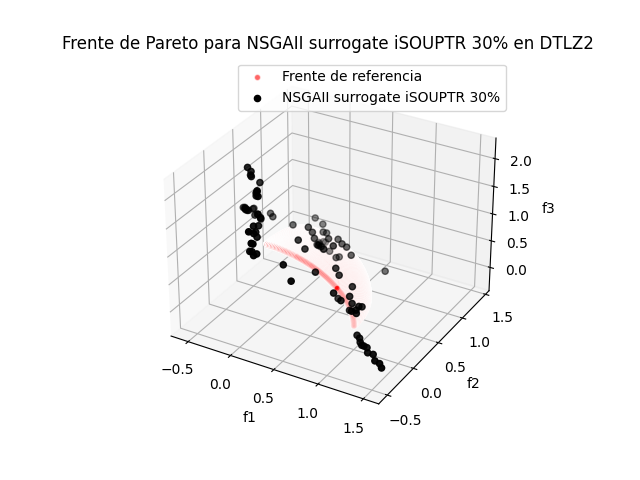 Frente de Pareto para NSGAII surrogate iSOUPTR 30% en DTLZ2
Frente de referencia
NSGAII surrogate iSOUPTR 30%
2.0
1.5
1.0
0.5
0.0
f3
−0.5
0.0
0.5
1.0
1.5
f1
−0.5
0.0
0.5
1.0
1.5
f2